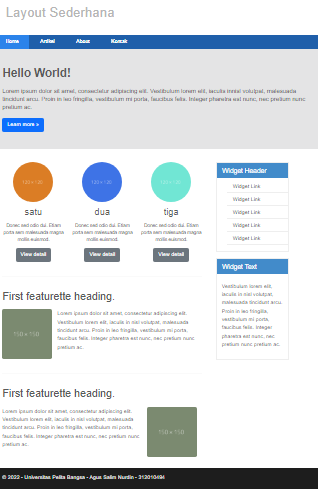 Layout Sederhana
Home Artikel About Kontak
Hello World!
Lorem ipsum dolor sit amet, consectetur adipiscing elit. Vestibulum lorem elit, iaculis innisl volutpat, malesuada
tincidunt arcu. Proin in leo fringilla, vestibulum mi porta, faucibus felis. Integer pharetra est nunc, nec pretium nunc
pretium ac.
Learn more »
120 × 120
120 × 120
120 × 120
satu
dua
tiga
Donec sed odio dui. Etiam
porta sem malesuada magna
mollis euismod.
Donec sed odio dui. Etiam
porta sem malesuada magna
mollis euismod.
Donec sed odio dui. Etiam
porta sem malesuada magna
mollis euismod.
View detail
View detail
View detail
First featurette heading.
150 × 150
Lorem ipsum dolor sit amet, consectetur adipiscing elit.
Vestibulum lorem elit, iaculis in nisl volutpat, malesuada
tincidunt arcu. Proin in leo fringilla, vestibulum mi porta,
faucibus felis. Integer pharetra est nunc, nec pretium nunc
pretium ac.
First featurette heading.
Lorem ipsum dolor sit amet, consectetur adipiscing elit.
Vestibulum lorem elit, iaculis in nisl volutpat, malesuada
tincidunt arcu. Proin in leo fringilla, vestibulum mi porta,
faucibus felis. Integer pharetra est nunc, nec pretium nunc
pretium ac.
150 × 150
Widget Header
Widget Link
Widget Link
Widget Link
Widget Link
Widget Link
Widget Text
Vestibulum lorem elit,
iaculis in nisl volutpat,
malesuada tincidunt arcu.
Proin in leo fringilla,
vestibulum mi porta,
faucibus felis. Integer
pharetra est nunc, nec
pretium nunc pretium ac.
© 2022 - Universitas Pelita Bangsa - Agus Salim Nurdin - 312010494